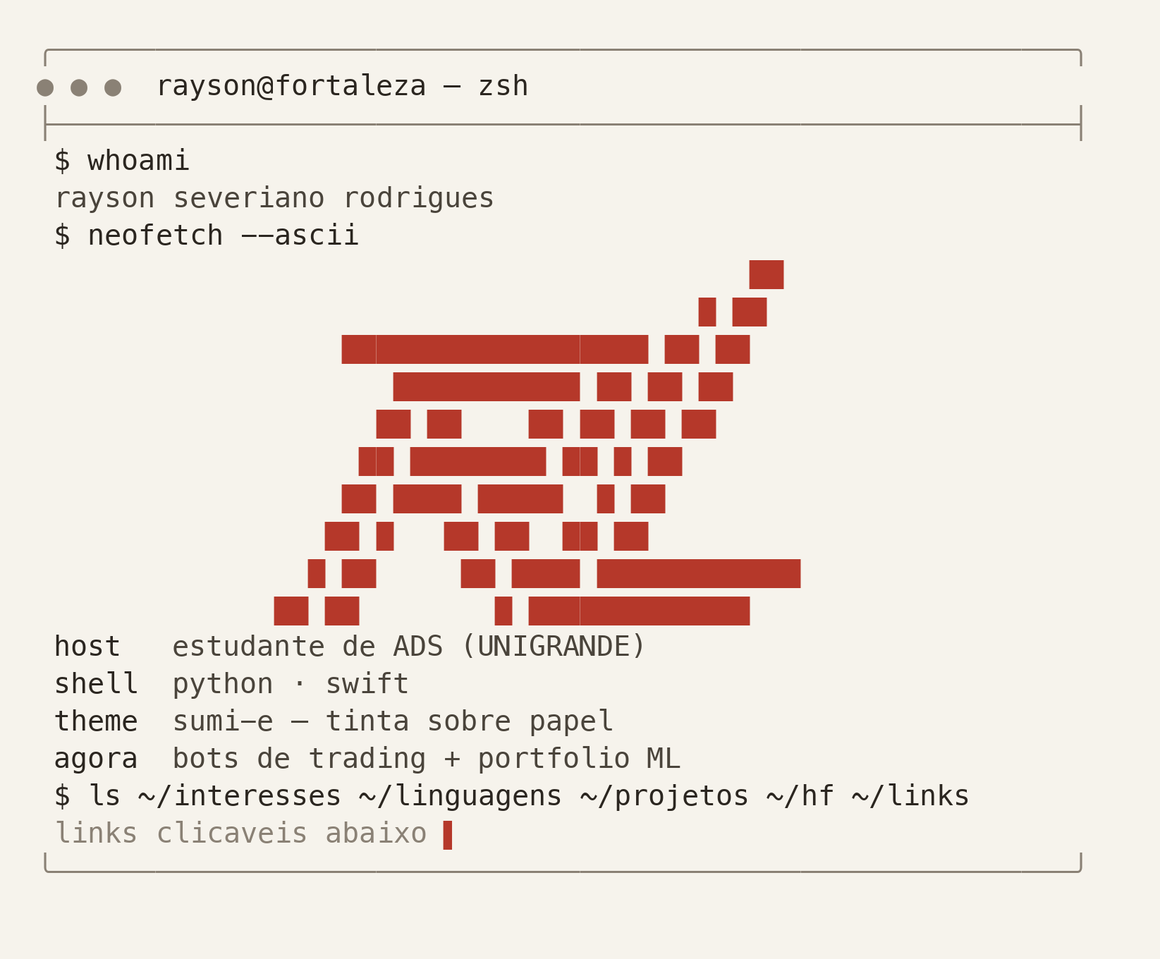 rayson@fortaleza — zsh
$ whoami
rayson severiano rodrigues
$ neofetch --ascii
host   estudante de ADS (UNIGRANDE)
shell  python · swift
theme  sumi-e — tinta sobre papel
agora  bots de trading + portfolio ML
$ ls ~/interesses ~/linguagens ~/projetos ~/hf ~/links
links clicaveis abaixo